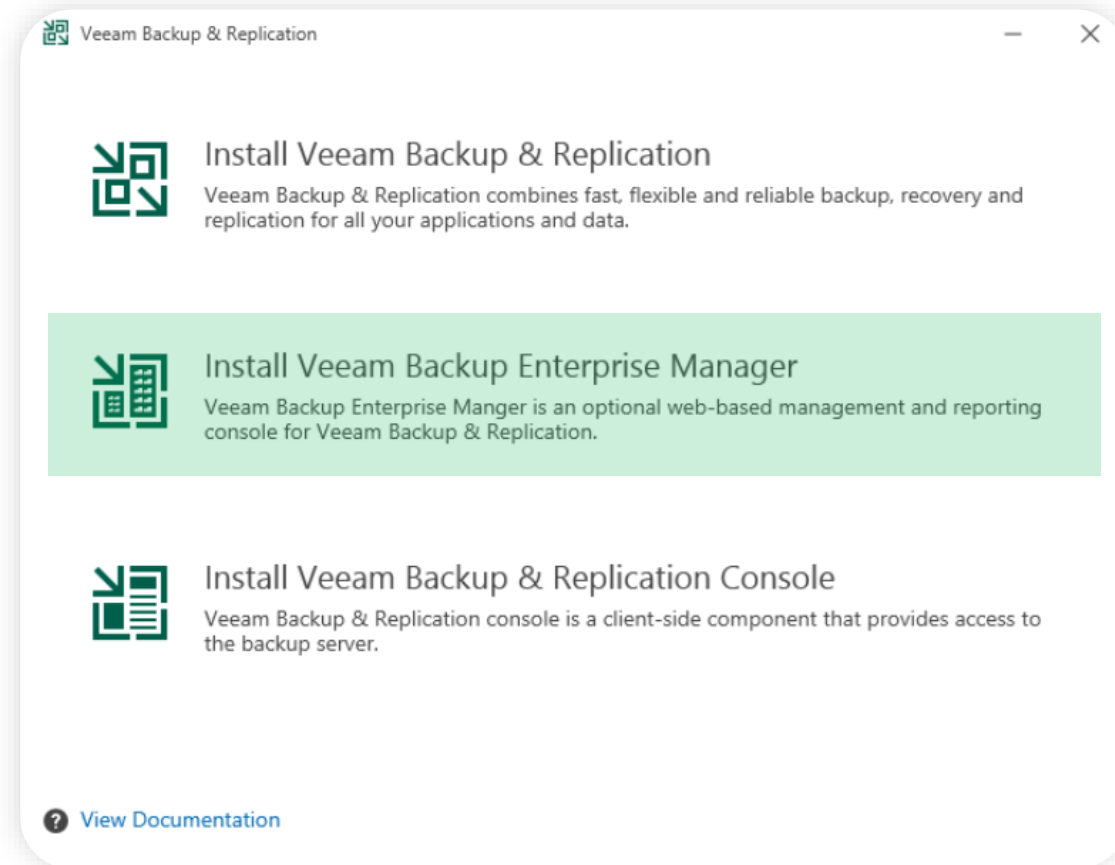 Veeam Backup & Replication
Install Veeam Backup & Replication
Veeam Backup & Replication combines fast, flexible and reliable backup, recovery and
replication for all your applications and data.
Install Veeam Backup Enterprise Manager
Veeam Backup Enterprise Manger is an optional web-based management and reporting
console for Veeam Backup & Replication.
Install Veeam Backup & Replication Console
Veeam Backup & Replication console is a client-side component that provides access to
the backup server.
? View Documentation